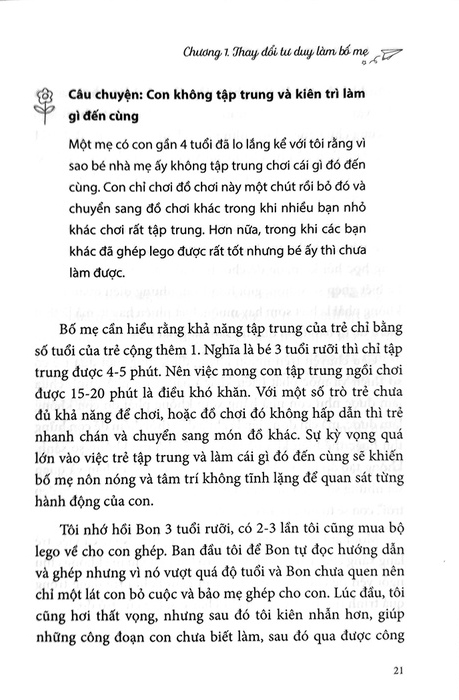 Chương 1. Thay đổi tư duy làm bố mẹ
Câu chuyện: Con không tập trung và kiên trì làm
gì đến cùng
Một mẹ có con gần 4 tuổi đã lo lắng kể với tôi rằng vì
sao bé nhà mẹ ấy không tập trung chơi cái gì đó đến
cùng. Con chỉ chơi đồ chơi này một chút rồi bỏ đó và
chuyển sang đồ chơi khác trong khi nhiều bạn nhỏ
khác chơi rất tập trung. Hơn nữa, trong khi các bạn
khác đã ghép lego được rất tốt nhưng bé ấy thì chưa
làm được.
Bố mẹ cần hiểu rằng khả năng tập trung của trẻ chỉ bằng
số tuổi của trẻ cộng thêm 1. Nghĩa là bé 3 tuổi rưỡi thì chỉ tập
trung được 4-5 phút. Nên việc mong con tập trung ngồi chơi
được 15-20 phút là điều khó khăn. Với một số trò trẻ chưa
đủ khả năng để chơi, hoặc đồ chơi đó không hấp dẫn thì trẻ
nhanh chán và chuyển sang món đồ khác. Sự kỳ vọng quá
lớn vào việc trẻ tập trung và làm cái gì đó đến cùng sẽ khiến
bố mẹ nôn nóng và tâm trí không tĩnh lặng để quan sát từng
hành động của con.
Tôi nhớ hồi Bon 3 tuổi rưỡi, có 2-3 lần tôi cũng mua bộ
lego về cho con ghép. Ban đầu tôi để Bon tự đọc hướng dẫn
và ghép nhưng vì nó vượt quá độ tuổi và Bon chưa quen nên
chỉ một lát con bỏ cuộc và bảo mẹ ghép cho con. Lúc đầu, tôi
cũng hơi thất vọng, nhưng sau đó tôi kiên nhẫn hơn, giúp
những công đoạn con chưa biết làm, sau đó qua được công
21